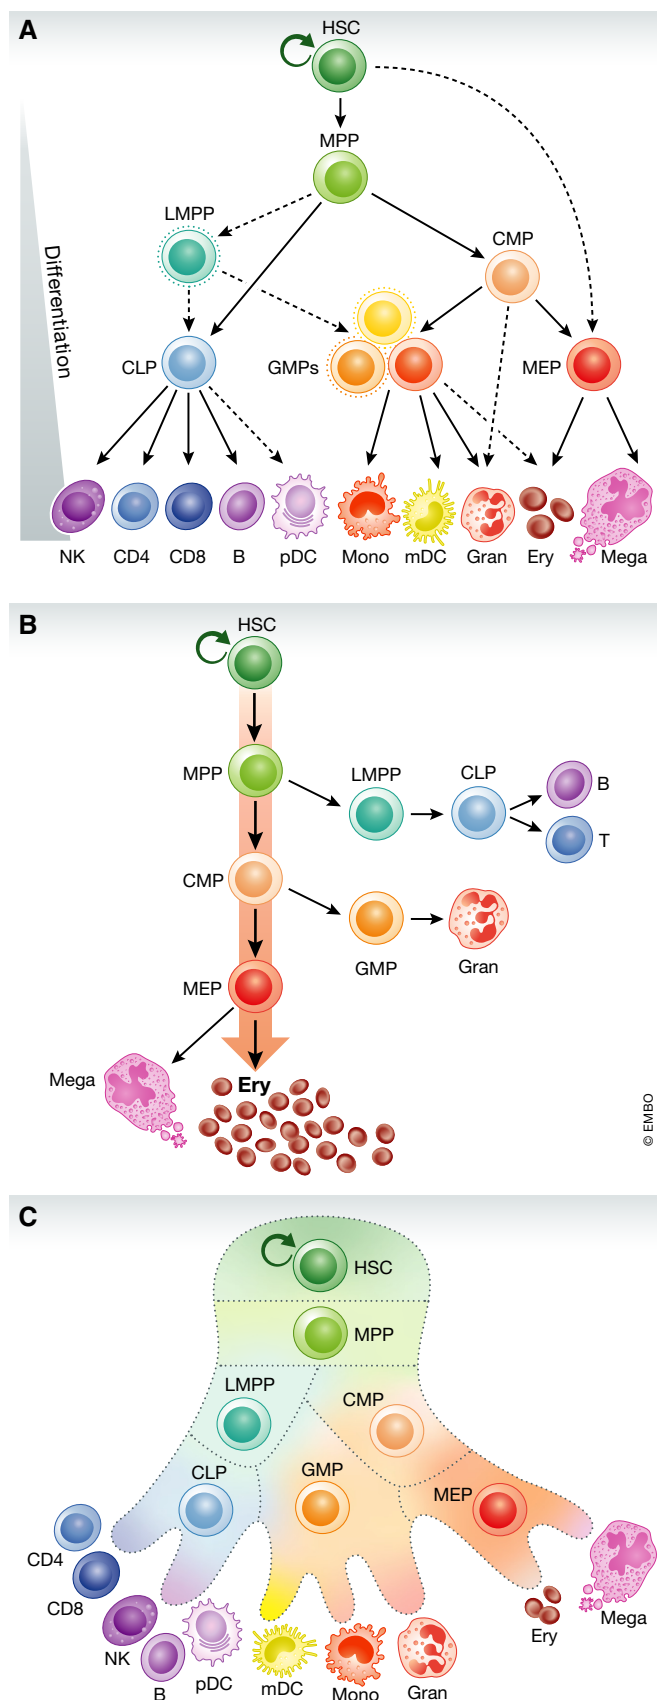 A
HSC
MPP
LMPP
CMP
Differentiation
CLP
GMPs
MEP
NK CD4 CD8 B pDC Mono mDC Gran Ery Mega
B
HSC
MPP
LMPP
CLP
B
T
CMP
GMP
Gran
MEP
Mega
Ery
© EMBO
C
HSC
MPP
LMPP
CMP
CLP
GMP
MEP
CD4
CD8
NK
B
pDC
mDC
Mono
Gran
Ery
Mega